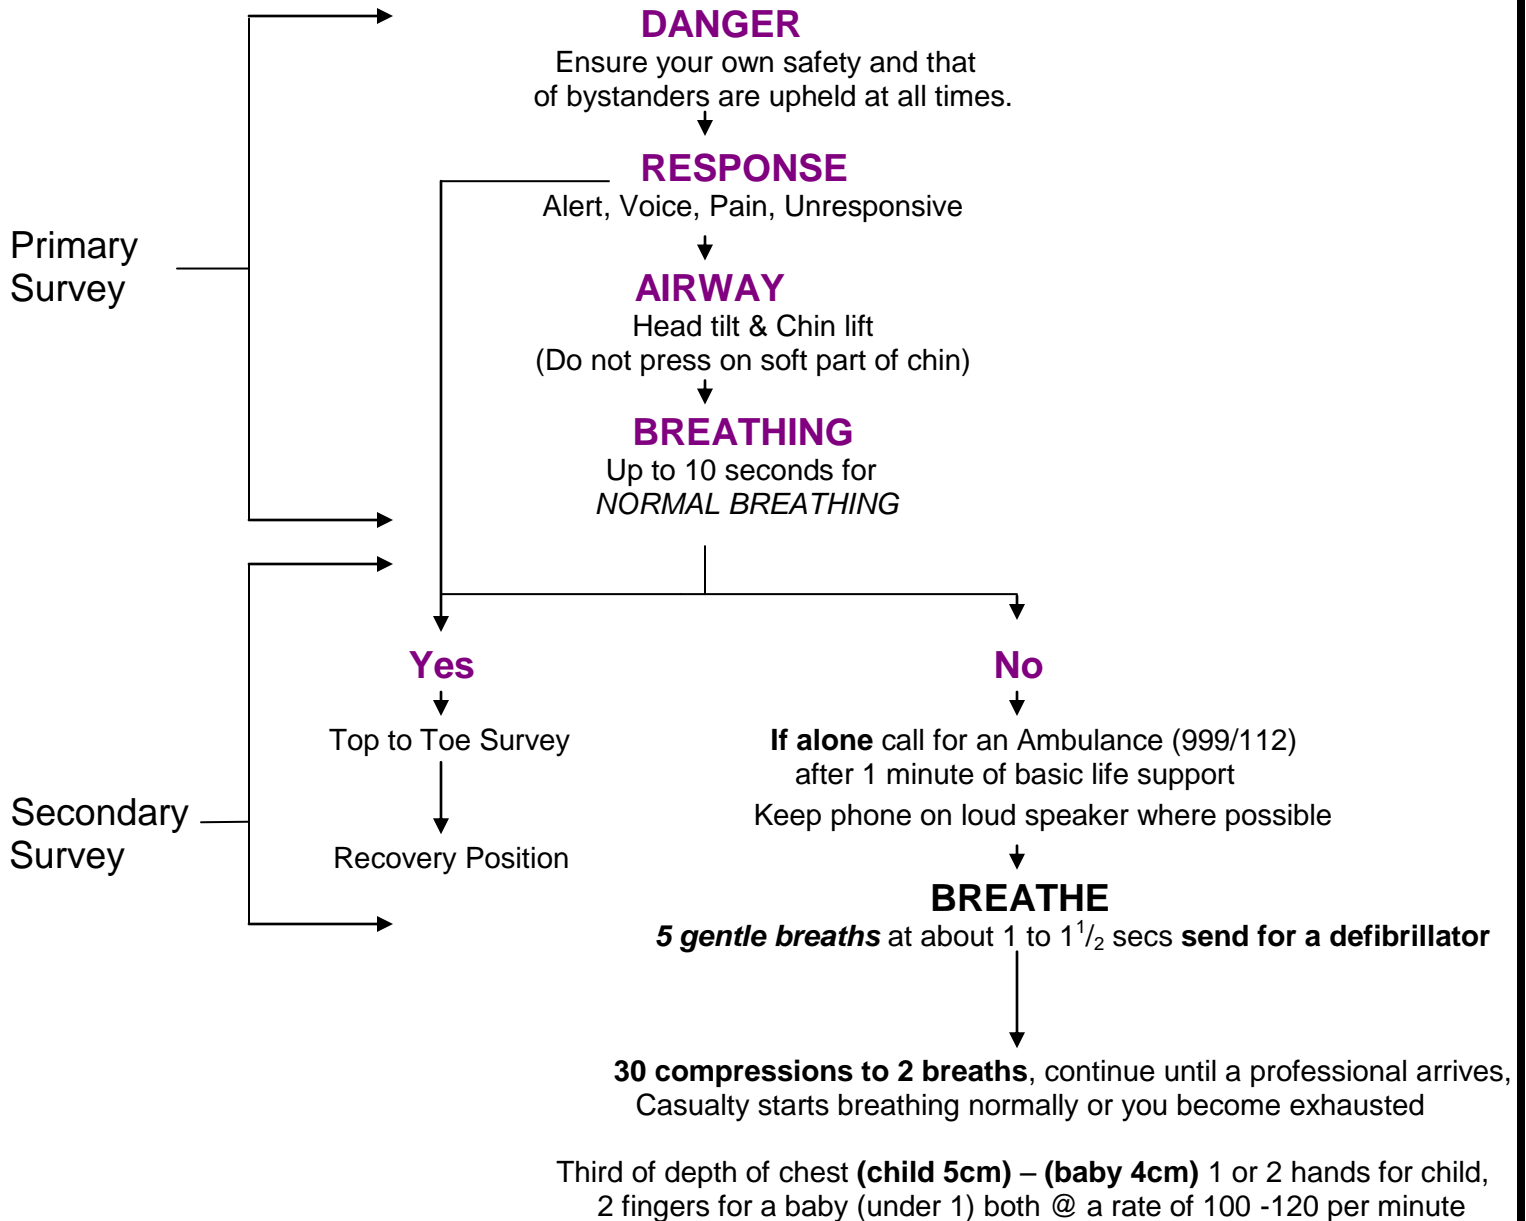 DANGER
Ensure your own safety and that
of bystanders are upheld at all times.
RESPONSE
Alert, Voice, Pain, Unresponsive
Primary
Survey
AIRWAY
Head tilt & Chin lift
(Do not press on soft part of chin)
BREATHING
Up to 10 seconds for
NORMAL BREATHING
Yes
No
Top to Toe Survey
If alone call for an Ambulance (999/112)
after 1 minute of basic life support
Keep phone on loud speaker where possible
Secondary
Survey
Recovery Position
BREATHE
5 gentle breaths at about 1 to 1 1/2 secs send for a defibrillator
30 compressions to 2 breaths, continue until a professional arrives,
Casualty starts breathing normally or you become exhausted
Third of depth of chest (child 5cm) – (baby 4cm) 1 or 2 hands for child,
2 fingers for a baby (under 1) both @ a rate of 100 -120 per minute